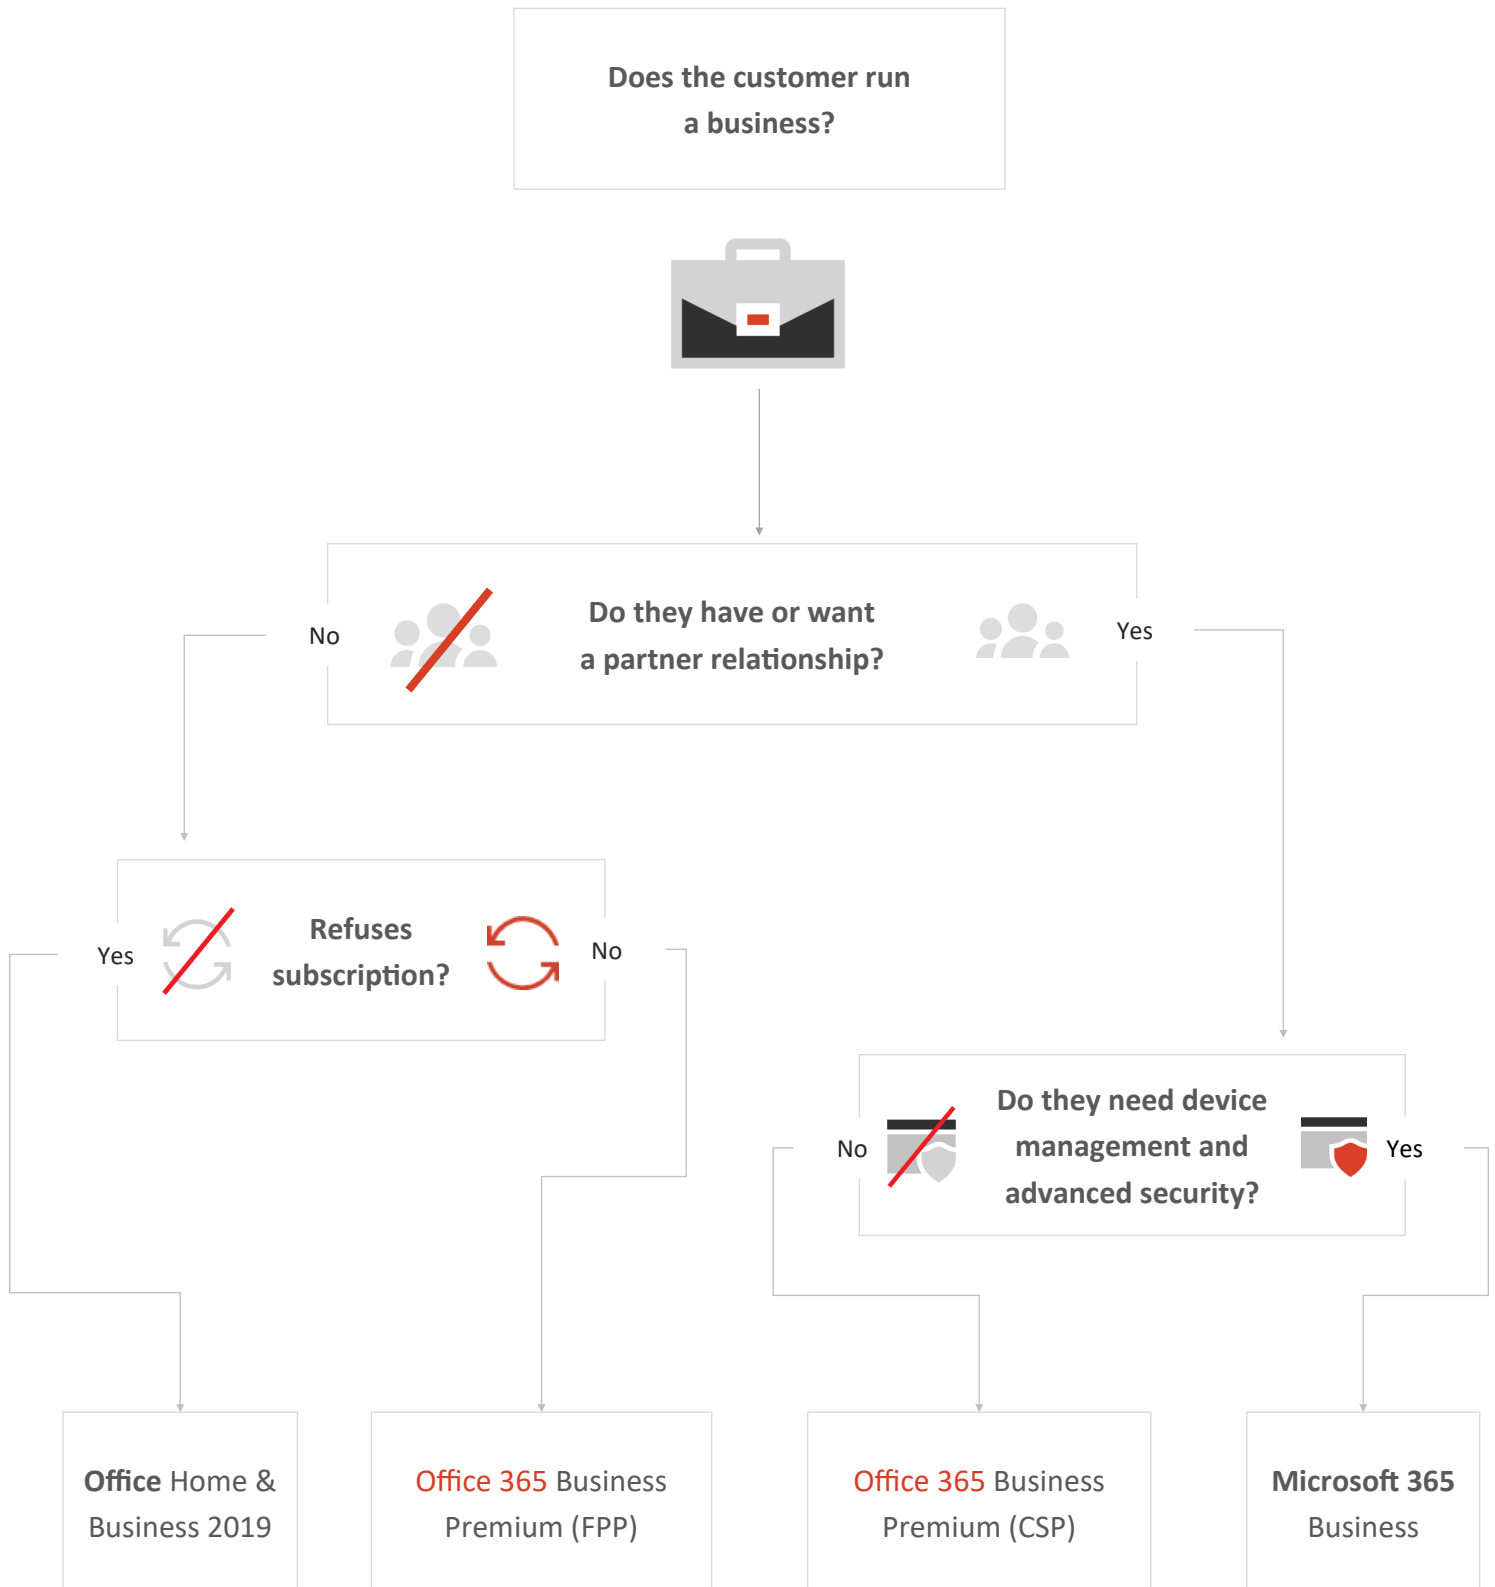 Does the customer run
a business?
Do they have or want
a partner relationship?
No
Yes
Refuses
subscription?
Yes
No
Do they need device
management and
advanced security?
No
Yes
Office Home &
Business 2019
Office 365 Business
Premium (FPP)
Office 365 Business
Premium (CSP)
Microsoft 365
Business